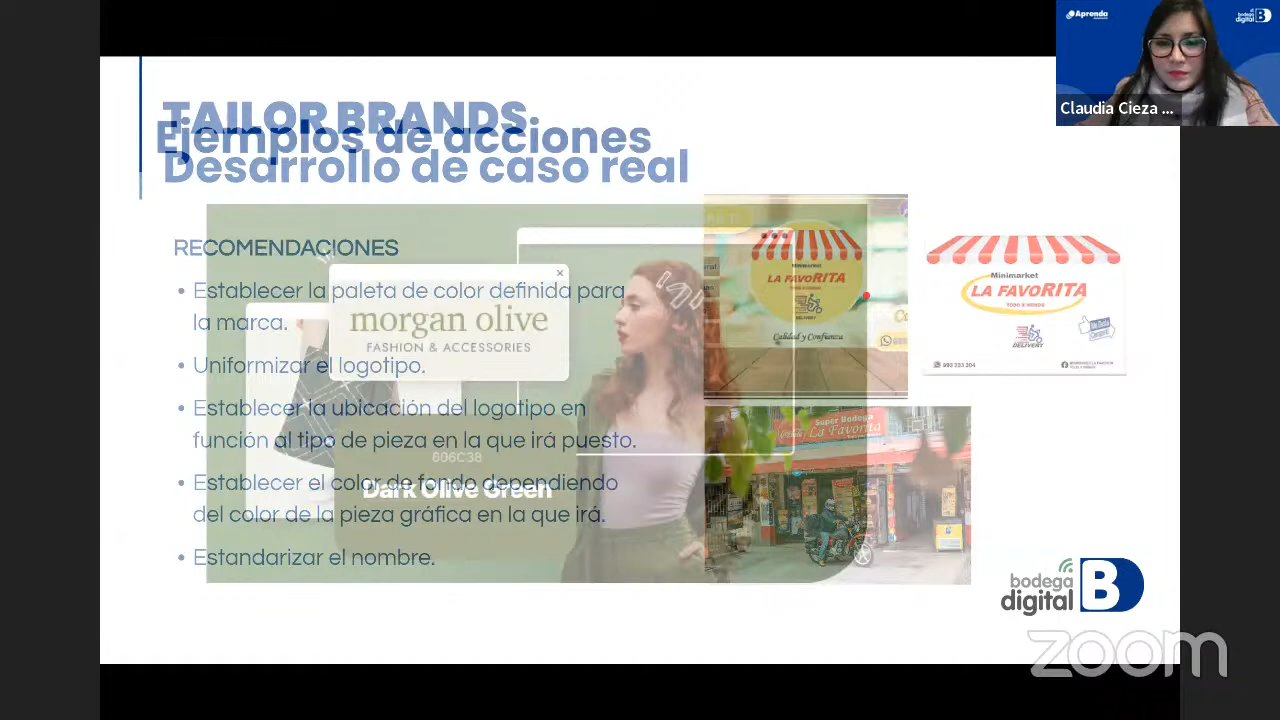 Aprenda
bodega
digital B
Claudia Cieza ...
TAILOR BRANDS
Ejemplos de acciones
Desarrollo de caso real
RECOMENDACIONES
• Establecer la paleta de color definida para
la marca.
• Uniformizar el logotipo.
• Establecer la ubicación del logotipo en
función al tipo de pieza en la que irá puesto.
• Establecer el color de fondo dependiendo
del color de la pieza gráfica en la que irá.
• Estandarizar el nombre.
morgan olive
FASHION & ACCESSORIES
606C38
Dark Olive Green
Minimarket
LA FAVORITA
DELIVERY
Calidad y Confianza
Minimarket
LA FAVORITA
TODO A MENOS
DELIVERY
993 233 204
Super Bodega
La Favorita
bodega
digital B
zoom